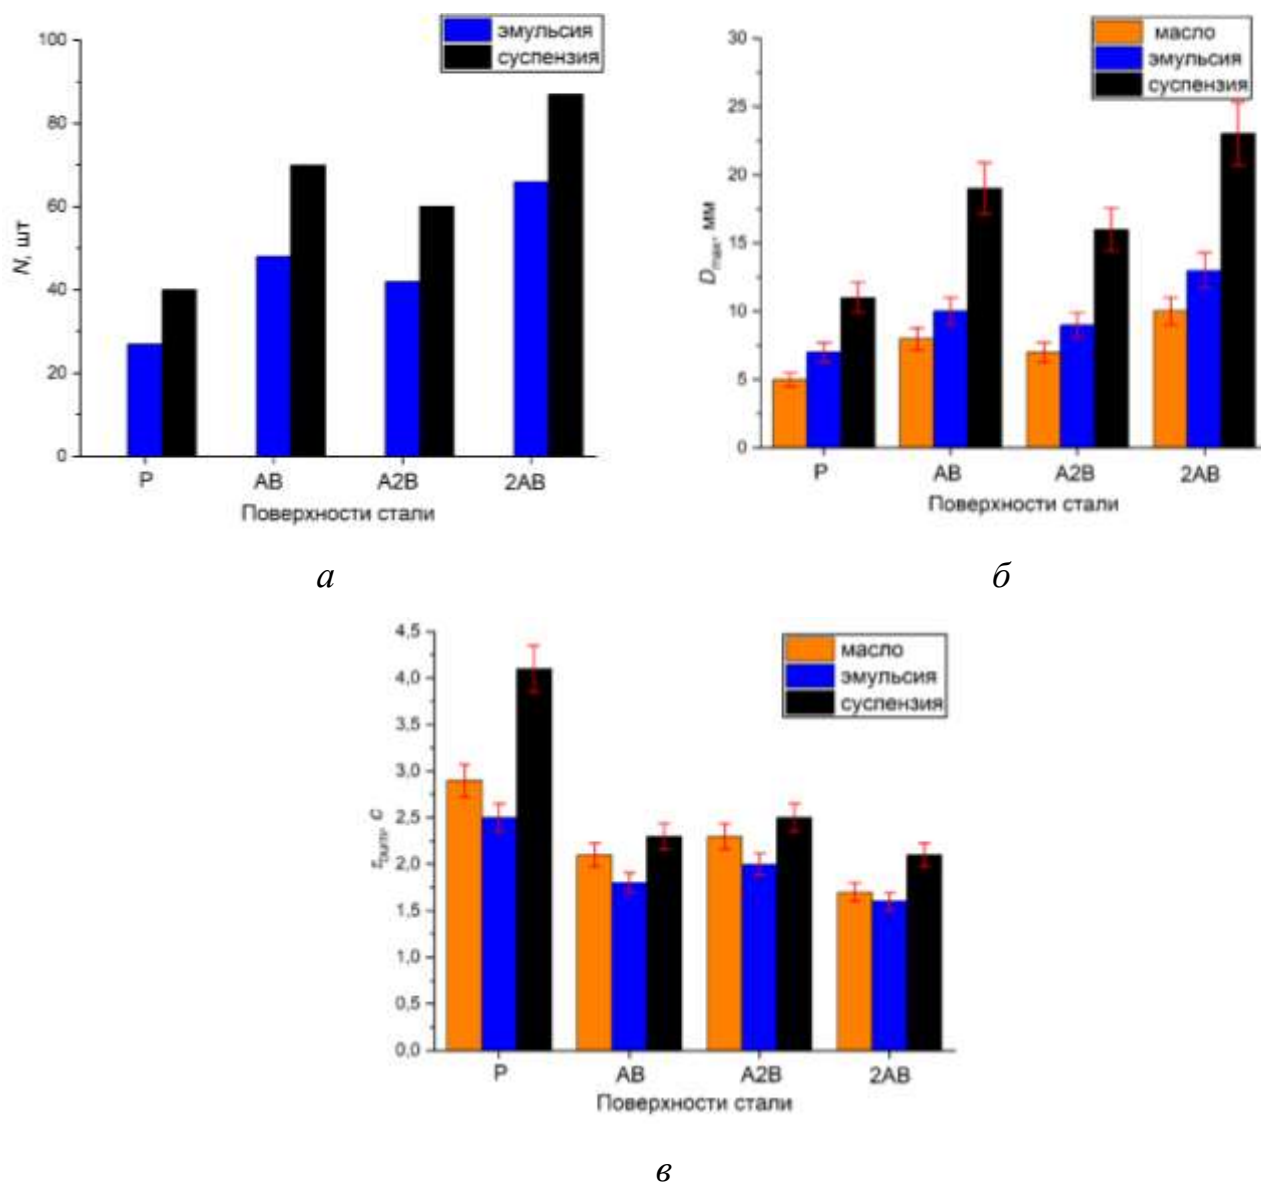 эмульсия
суспензия
100
80
60
40
20
0
N, шт
P
AB
A2B
2AB
Поверхности стали
а
масло
эмульсия
суспензия
30
25
20
15
10
5
0
Dmax, мм
P
AB
A2B
2AB
Поверхности стали
б
масло
эмульсия
суспензия
4,5
4,0
3,5
3,0
2,5
2,0
1,5
1,0
0,5
0,0
τburn, c
P
AB
A2B
2AB
Поверхности стали
в